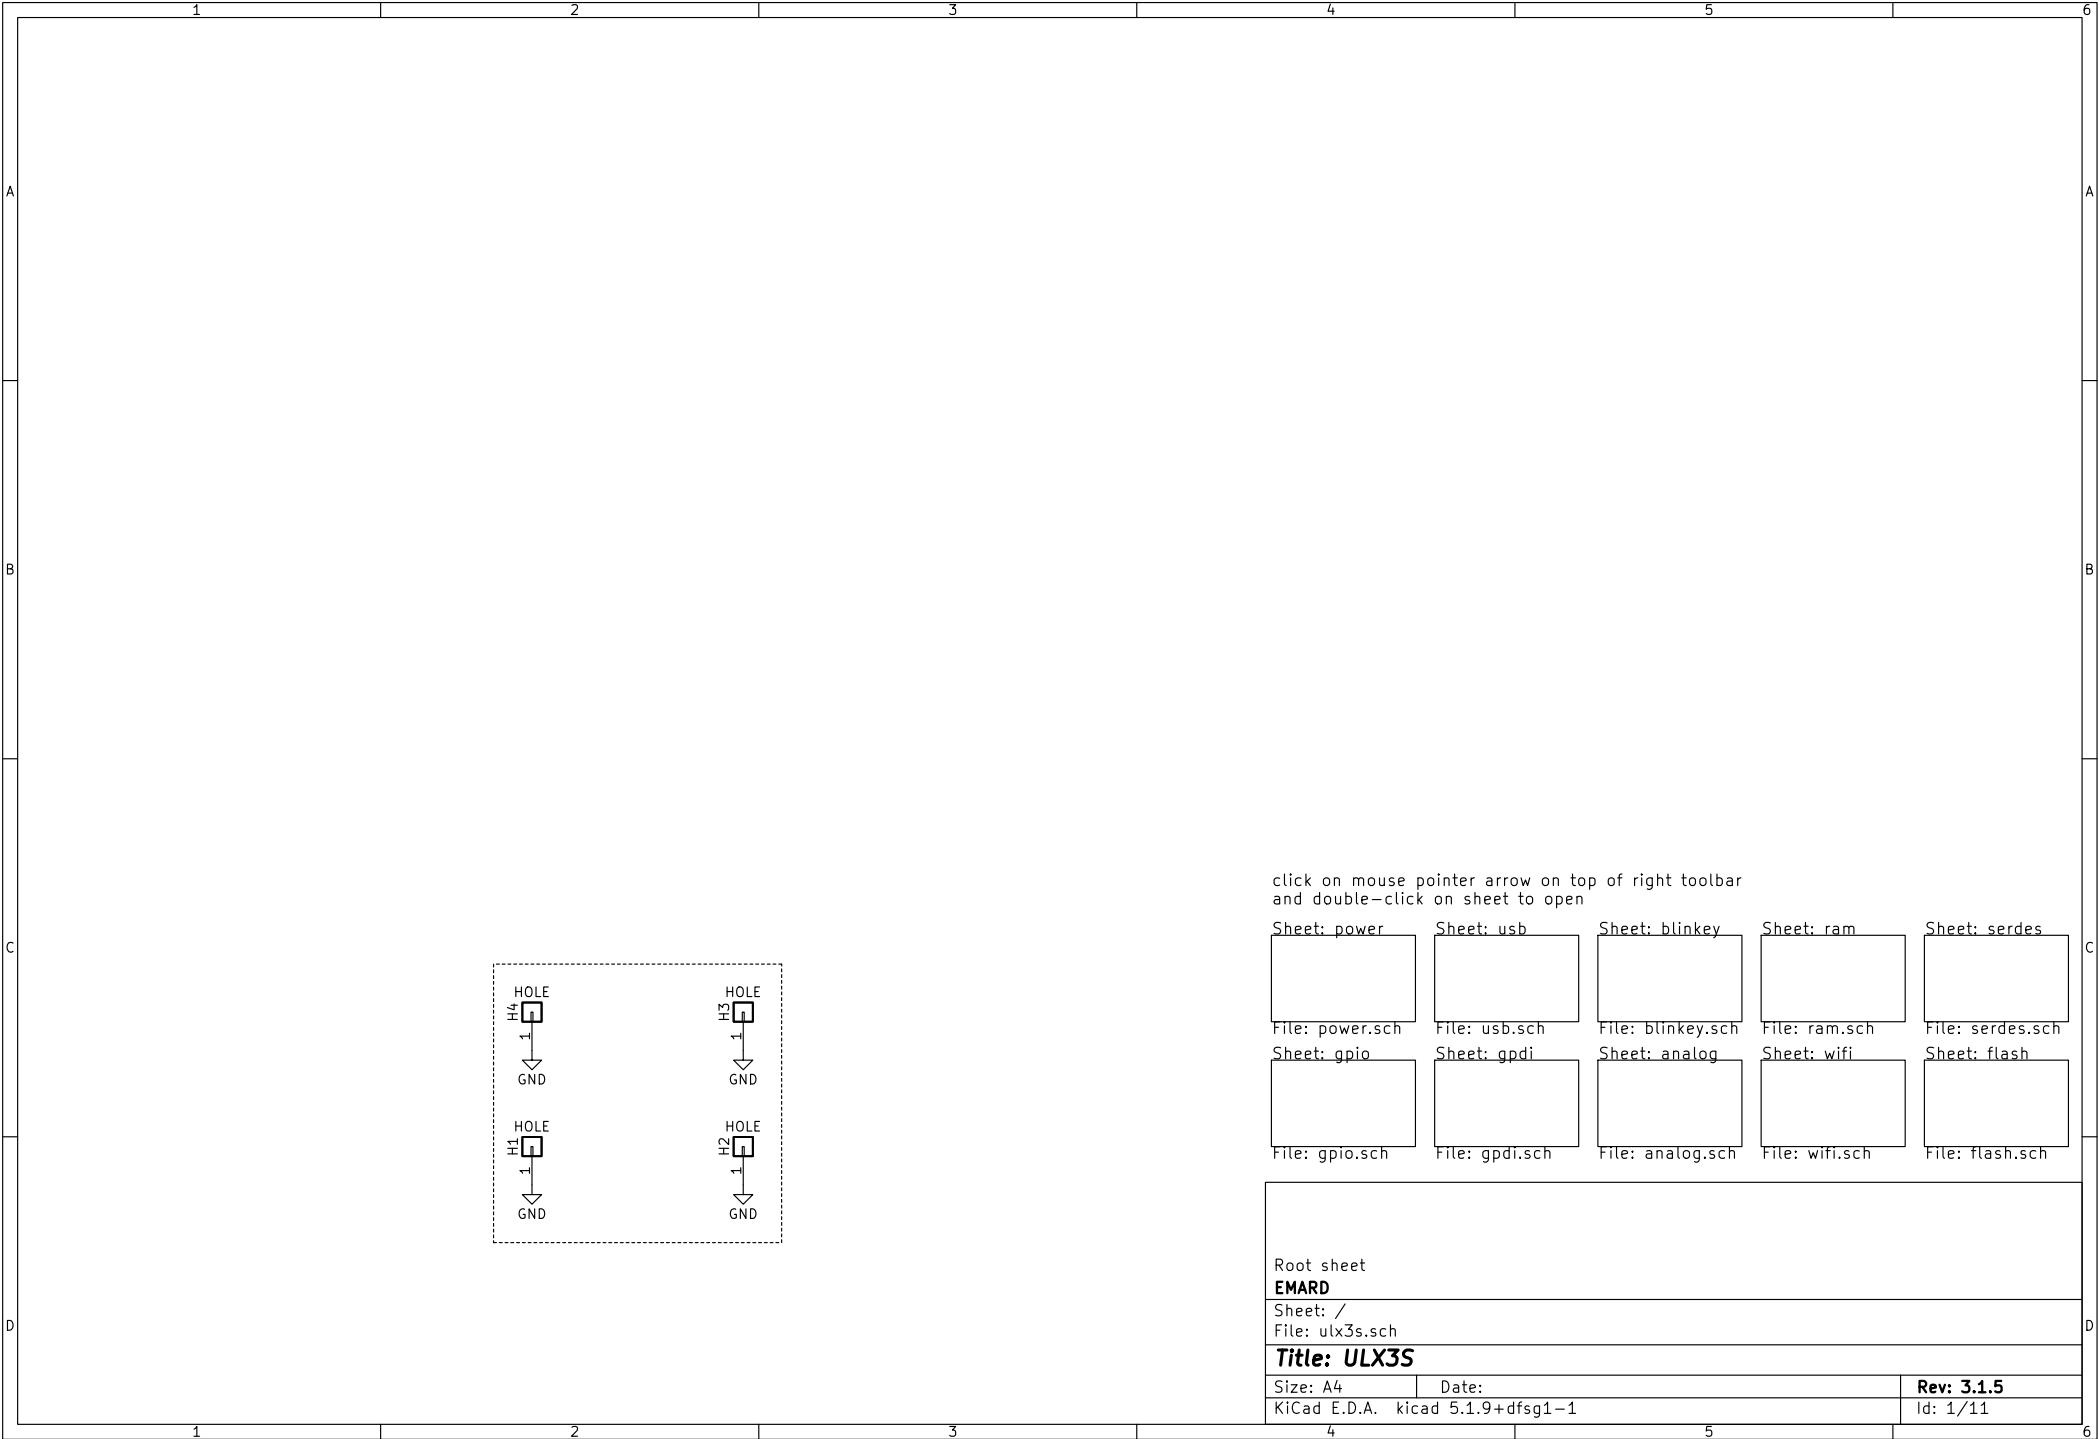 1 2 3 4 5 6
A A
B B
click on mouse pointer arrow on top of right toolbar
and double-click on sheet to open
Sheet: power Sheet: usb Sheet: blinkey Sheet: ram Sheet: serdes
C C
File: power.sch File: usb.sch File: blinkey.sch File: ram.sch File: serdes.sch
Sheet: gpio Sheet: gpdi Sheet: analog Sheet: wifi Sheet: flash
File: gpio.sch File: gpdi.sch File: analog.sch File: wifi.sch File: flash.sch
HOLE HOLE
H4 H3
1 1
GND GND
HOLE HOLE
H1 H2
1 1
GND GND
Root sheet
EMARD
Sheet: /
File: ulx3s.sch
D D
Title: ULX3S
Size: A4 Date: Rev: 3.1.5
KiCad E.D.A. kicad 5.1.9+dfsg1-1 Id: 1/11
1 2 3 4 5 6